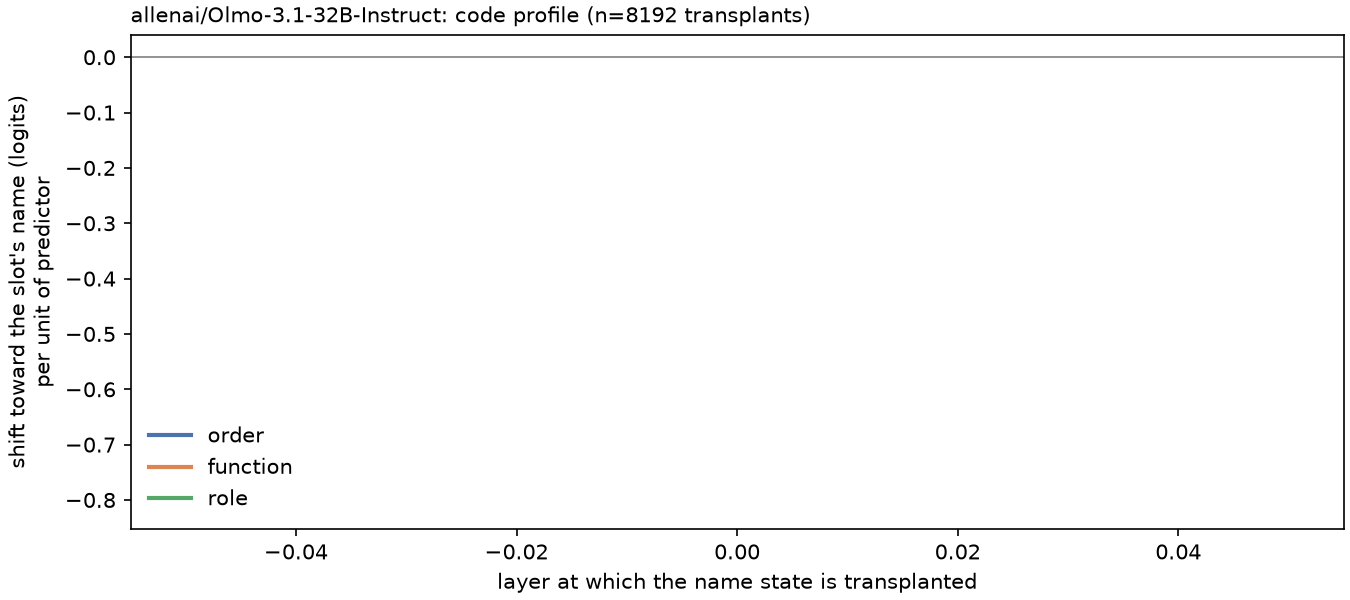 allenai/Olmo-3.1-32B-Instruct: code profile (n=8192 transplants)
shift toward the slot's name (logits)
per unit of predictor
0.0
−0.1
−0.2
−0.3
−0.4
−0.5
−0.6
−0.7
−0.8
order
function
role
−0.04
−0.02
0.00
0.02
0.04
layer at which the name state is transplanted